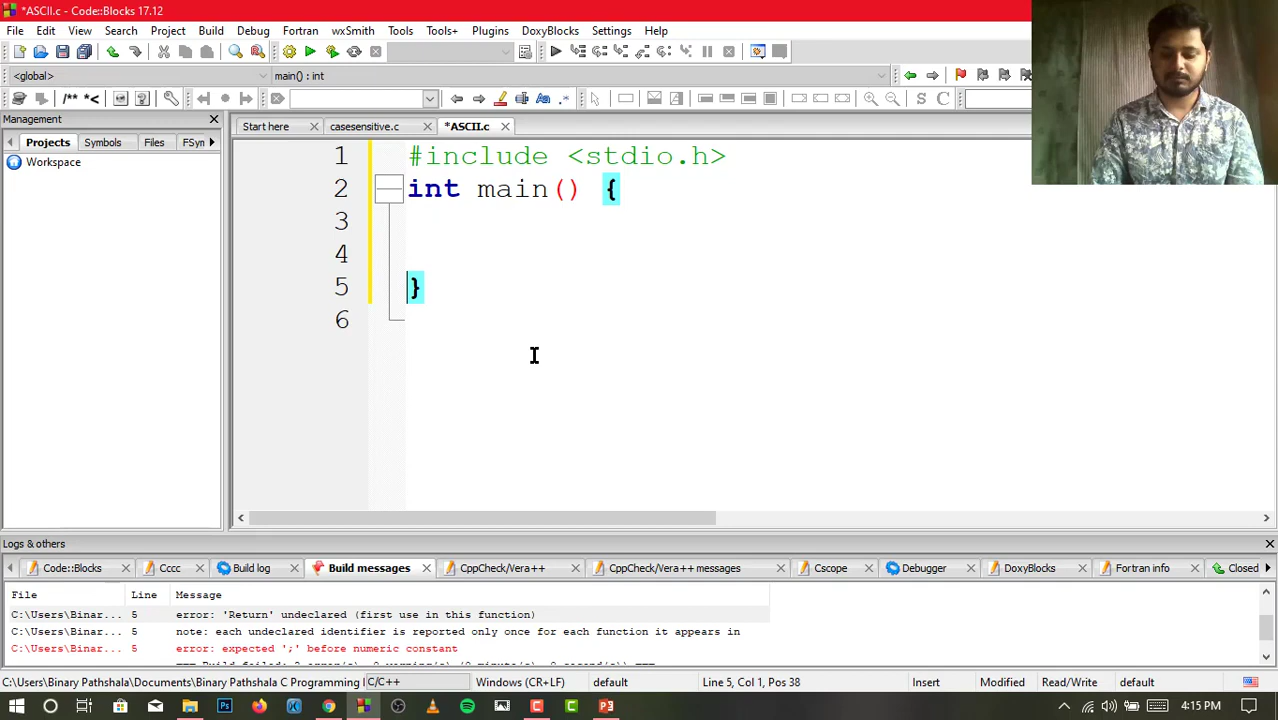 *ASCII.c - Code::Blocks 17.12
File Edit View Search Project Build Debug Fortran wxSmith Tools Tools+ Plugins DoxyBlocks Settings Help
<global> main() : int
/** *<
Management
Start here casesensitive.c *ASCII.c
Projects Symbols Files FSyn
Workspace
1 #include <stdio.h>
2 int main() {
3
4
5 }
6
Logs & others
Code::Blocks Cccc Build log Build messages CppCheck/Vera++ CppCheck/Vera++ messages Cscope Debugger DoxyBlocks Fortran info Closed
File Line Message
C:\Users\Binar... 5 error: 'Return' undeclared (first use in this function)
C:\Users\Binar... 5 note: each undeclared identifier is reported only once for each function it appears in
C:\Users\Binar... 5 error: expected ';' before numeric constant
C:\Users\Binary Pathshala\Documents\Binary Pathshala C Programming C/C++ Windows (CR+LF) default Line 5, Col 1, Pos 38 Insert Modified Read/Write default
4:15 PM